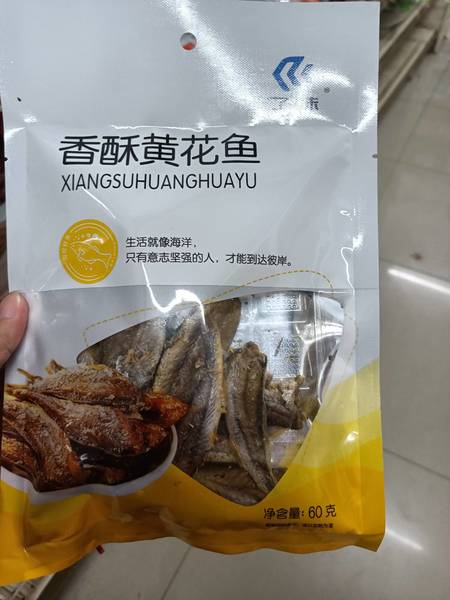 香酥黄花鱼
XIANGSUHUANGHUAYU
生活就像海洋,
只有意志坚强的人，才能到达彼岸。
净含量: 60克